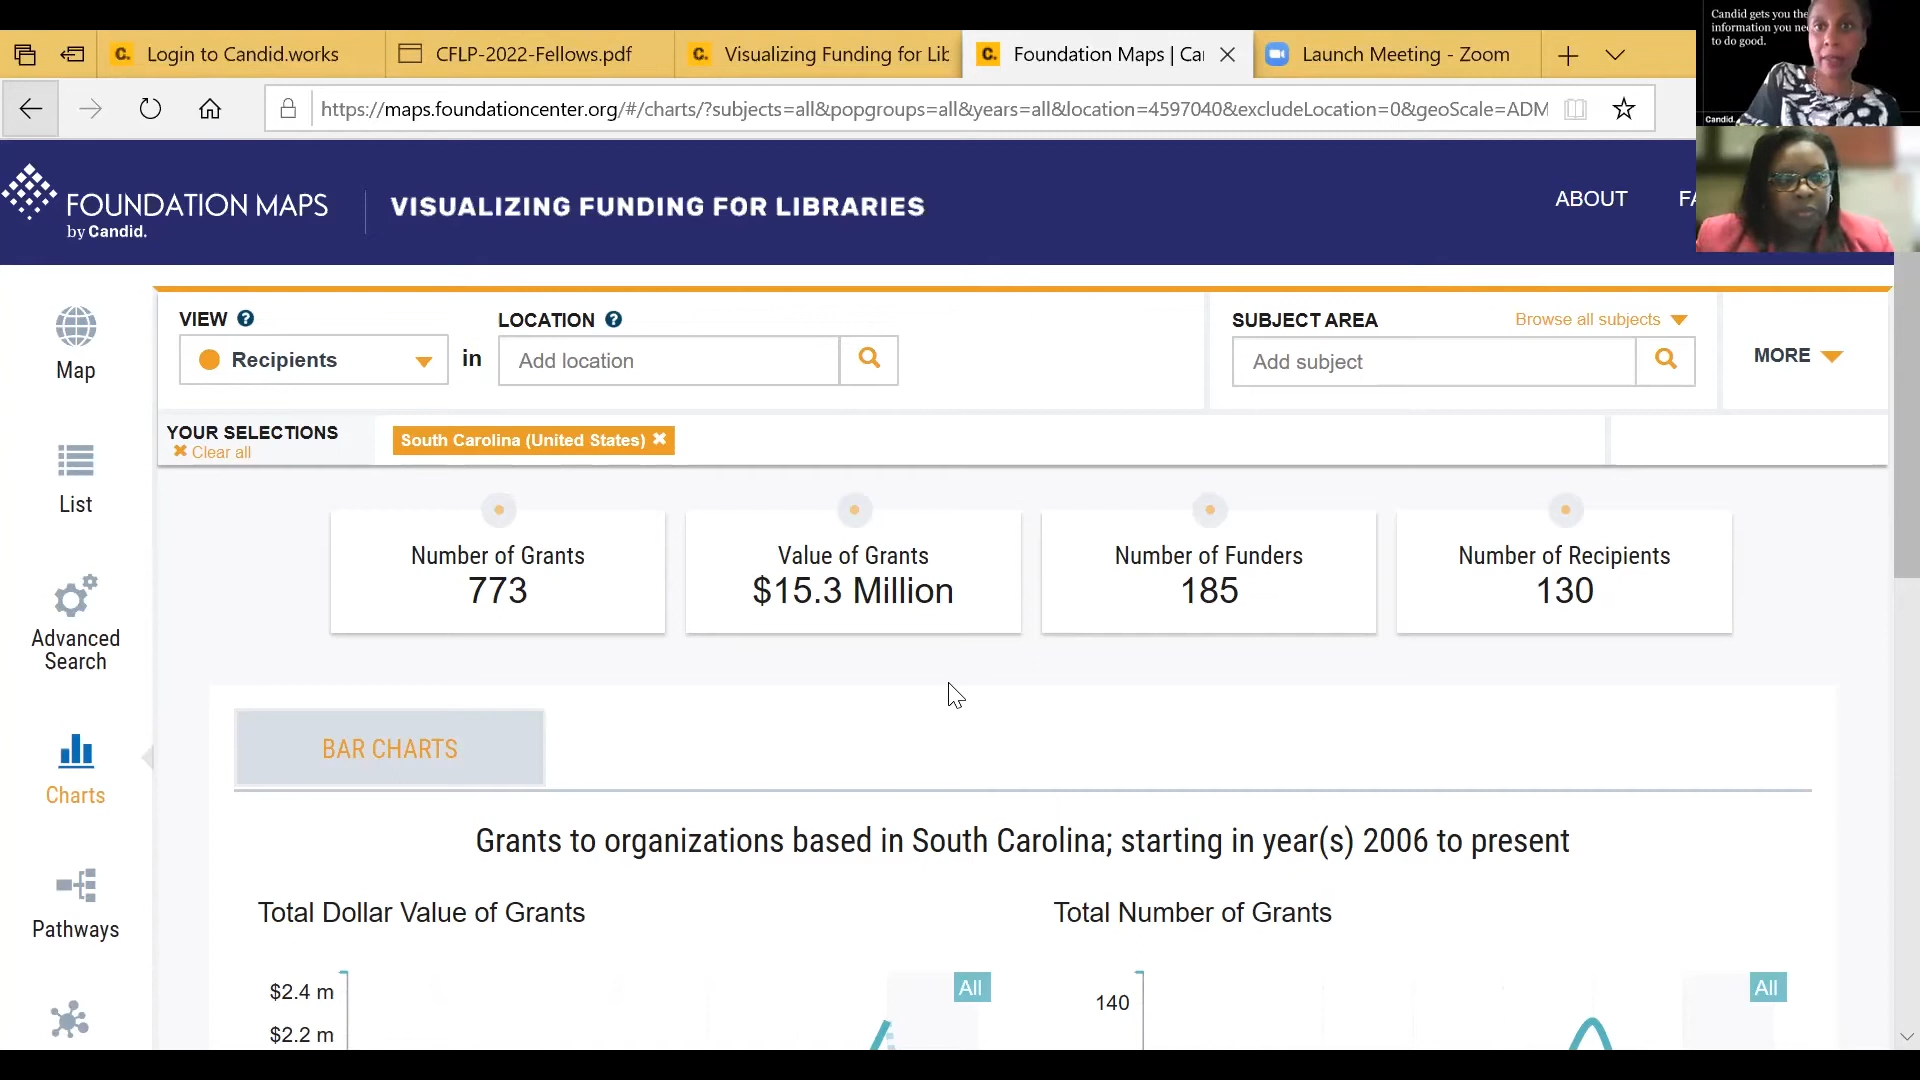 Candid gets you the
information you ne
to do good.
Candid.
Login to Candid.works
CFLP-2022-Fellows.pdf
Visualizing Funding for Lib
Foundation Maps | Ca
Launch Meeting - Zoom
https://maps.foundationcenter.org/#/charts/?subjects=all&popgroups=all&years=all&location=4597040&excludeLocation=0&geoScale=ADM
FOUNDATION MAPS
by Candid.
VISUALIZING FUNDING FOR LIBRARIES
ABOUT
FA
Map
List
Advanced
Search
Charts
Pathways
VIEW ?
Recipients
in
LOCATION ?
Add location
SUBJECT AREA
Browse all subjects
Add subject
MORE
YOUR SELECTIONS
Clear all
South Carolina (United States)
Number of Grants
773
Value of Grants
$15.3 Million
Number of Funders
185
Number of Recipients
130
BAR CHARTS
Grants to organizations based in South Carolina; starting in year(s) 2006 to present
Total Dollar Value of Grants
Total Number of Grants
$2.4 m
All
$2.2 m
140
All